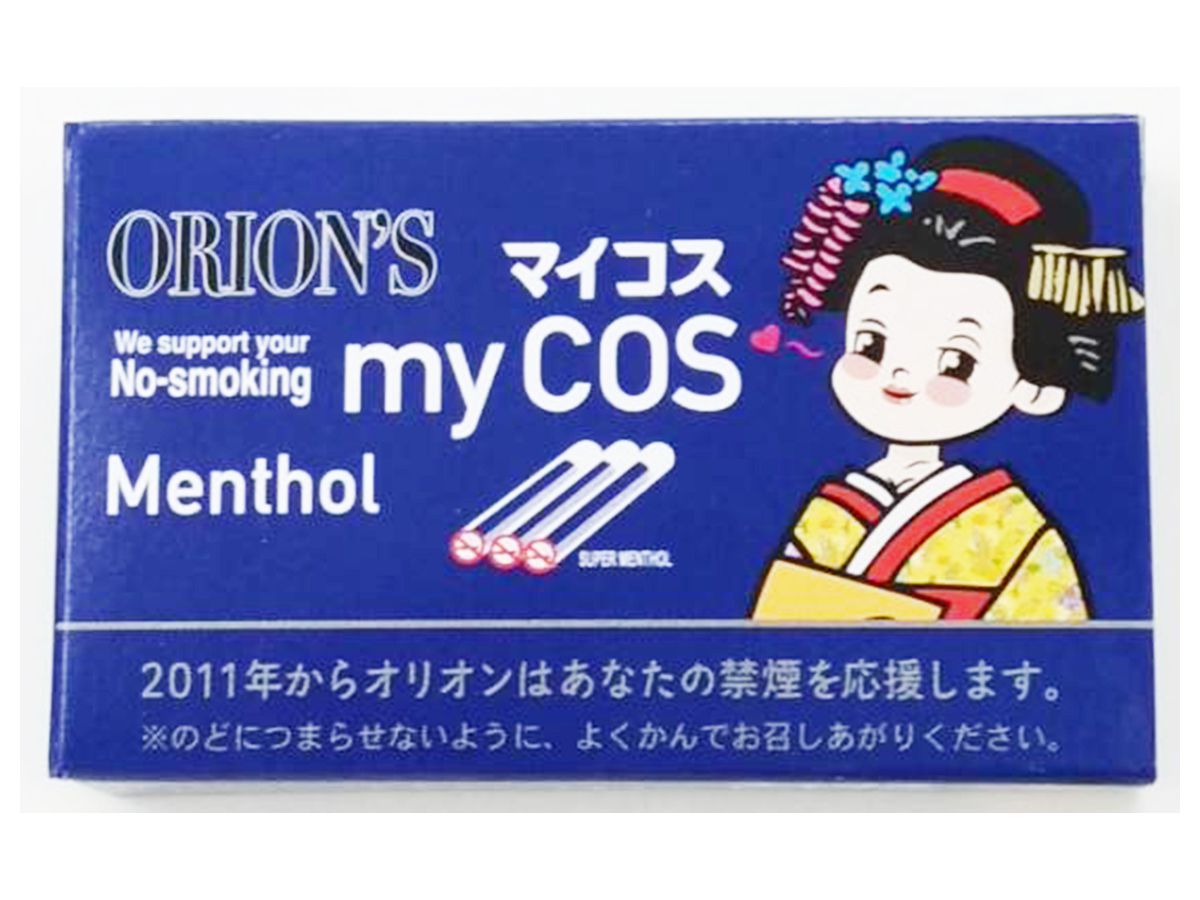 ORION'S
We support your
No-smoking
Menthol
マイコス
my COS
SUPER MENTHOL
2011年からオリオンはあなたの禁煙を応援します。
※のどにつまらせないように、よくかんでお召しあがりください。